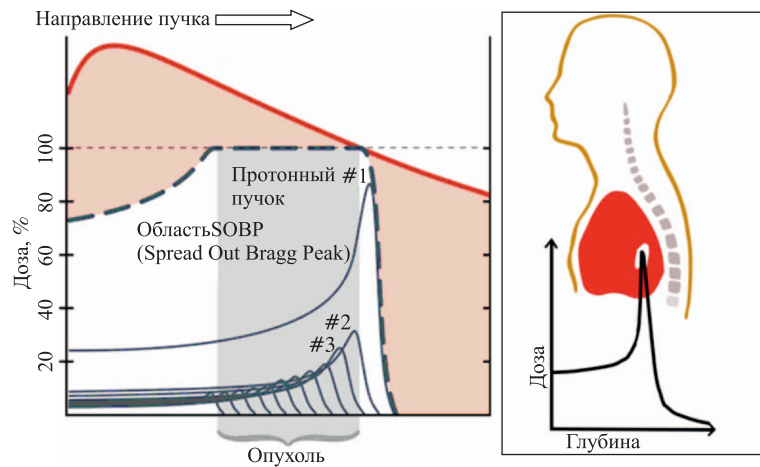 Направление пучка
Доза, %
100
80
60
40
20
Протонный #1
пучок
ОбластьSOBP
(Spread Out Bragg Peak)
#2
#3
Опухоль
Доза
Глубина